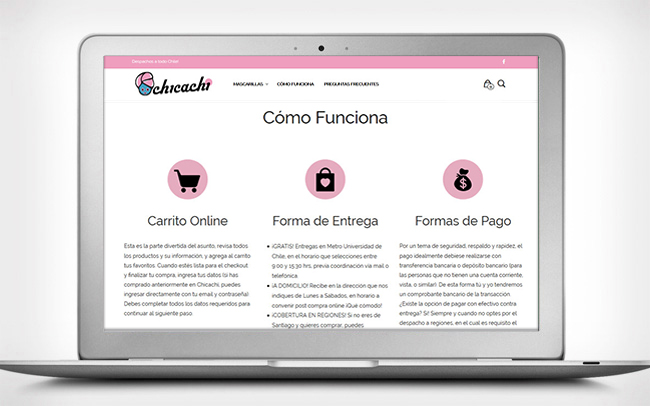 Despachos a todo Chile
chicachi
MASCARILLAS CÓMO FUNCIONA PREGUNTAS FRECUENTES
Cómo Funciona
Carrito Online
Esta es la parte divertida del asunto, revisa todos
los productos y su información, y agrega al carrito
tus favoritos. Cuando estés lista para el checkout
y finalizar tu compra, ingresa tus datos (si has
comprado anteriormente en Chicachi, puedes
ingresar directamente con tu email y contraseña).
Debes completar todos los datos requeridos para
continuar al siguiente paso.
Forma de Entrega
¡GRATIS! Entregas en Metro Universidad de
Chile, en el horario que selecciones entre
9:00 y 15:30 hrs, previa coordinación vía mail o
telefónica.
¡A DOMICILIO! Recibe en la dirección que nos
indiques de Lunes a Sábados, en horario a
convenir post compra online ¡Que cómodo!
¡COBERTURA EN REGIONES! Si no eres de
Santiago y quieres comprar, puedes
Formas de Pago
Por un tema de seguridad, respaldo y rapidez, el
pago idealmente debiese realizarse con
transferencia bancaria o depósito bancario (para
las personas que no tienen una cuenta corriente,
vista, o similar). De esta forma tú y yo tendremos
un comprobante bancario de la transacción.
¿Existe la opción de pagar con efectivo contra
entrega? Sí! Siempre y cuando no optes por el
despacho a regiones, en el cual es requisito el